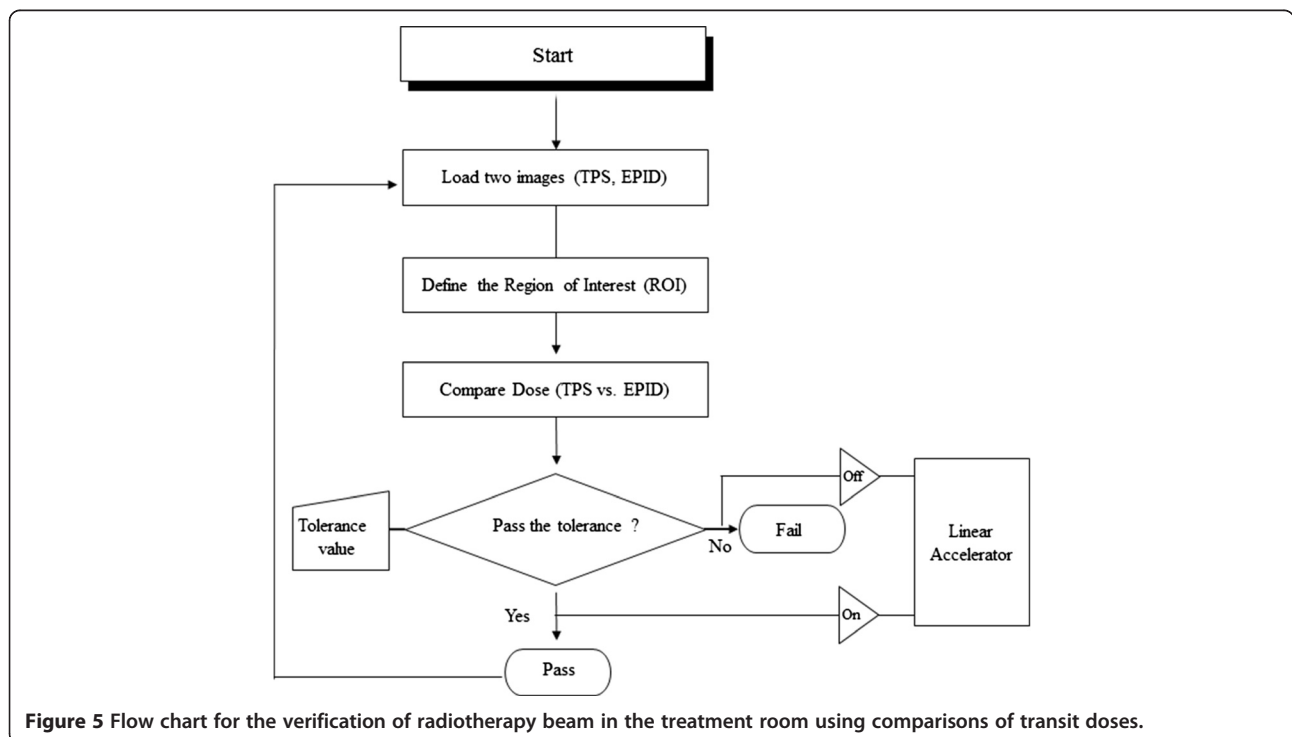 Start
Load two images (TPS, EPID)
Define the Region of Interest (ROI)
Compare Dose (TPS vs. EPID)
Tolerance
value
Pass the tolerance ?
No
Fail
Off
Linear
Accelerator
On
Yes
Pass
Figure 5 Flow chart for the verification of radiotherapy beam in the treatment room using comparisons of transit doses.